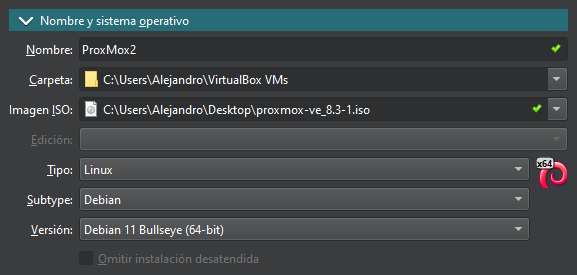 Nombre y sistema operativo
Nombre: ProxMox2
Carpeta: C:\Users\Alejandro\VirtualBox VMs
Imagen ISO: C:\Users\Alejandro\Desktop\proxmox-ve_8.3-1.iso
Edición:
Tipo: Linux x64
Subtype: Debian
Versión: Debian 11 Bullseye (64-bit)
Omitir instalación desatendida